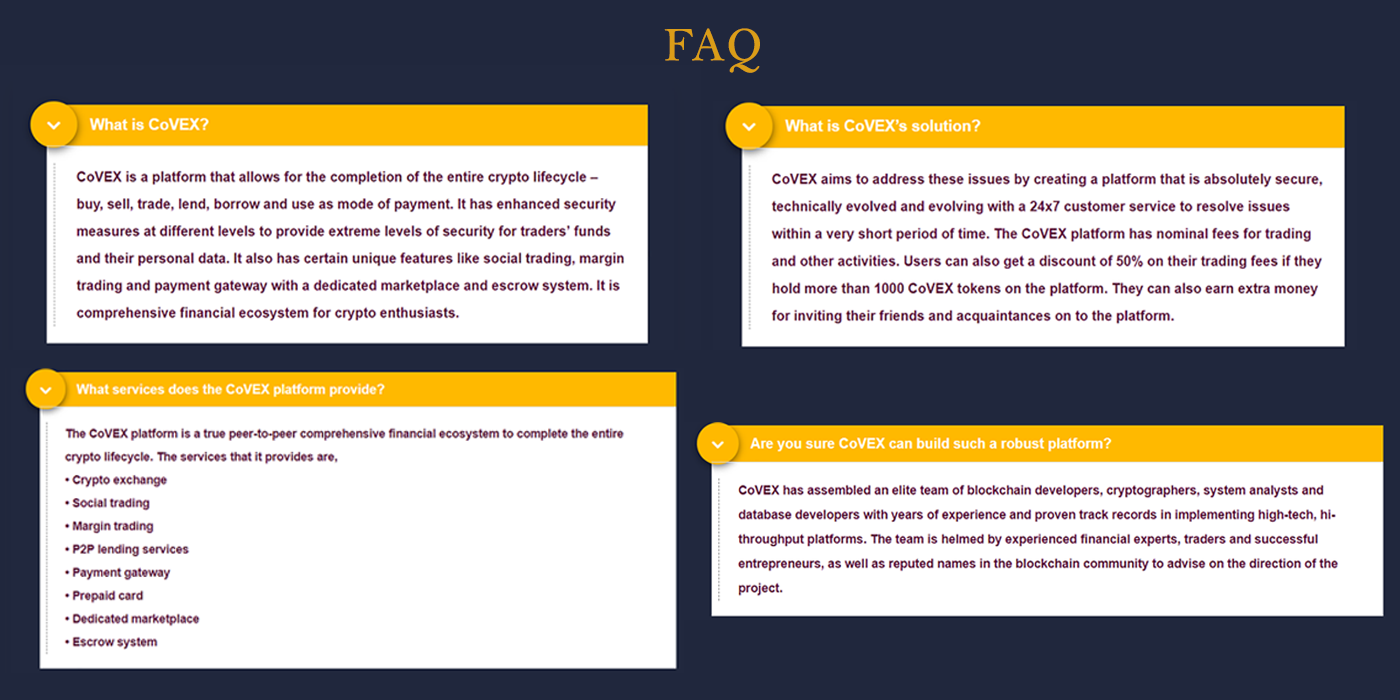 FAQ
What is CoVEX?
CoVEX is a platform that allows for the completion of the entire crypto lifecycle –
buy, sell, trade, lend, borrow and use as mode of payment. It has enhanced security
measures at different levels to provide extreme levels of security for traders' funds
and their personal data. It also has certain unique features like social trading, margin
trading and payment gateway with a dedicated marketplace and escrow system. It is
comprehensive financial ecosystem for crypto enthusiasts.
What is CoVEX's solution?
CoVEX aims to address these issues by creating a platform that is absolutely secure,
technically evolved and evolving with a 24x7 customer service to resolve issues
within a very short period of time. The CoVEX platform has nominal fees for trading
and other activities. Users can also get a discount of 50% on their trading fees if they
hold more than 1000 CoVEX tokens on the platform. They can also earn extra money
for inviting their friends and acquaintances on to the platform.
What services does the CoVEX platform provide?
The CoVEX platform is a true peer-to-peer comprehensive financial ecosystem to complete the entire
crypto lifecycle. The services that it provides are,
• Crypto exchange
• Social trading
• Margin trading
• P2P lending services
• Payment gateway
• Prepaid card
• Dedicated marketplace
• Escrow system
Are you sure CoVEX can build such a robust platform?
CoVEX has assembled an elite team of blockchain developers, cryptographers, system analysts and
database developers with years of experience and proven track records in implementing high-tech, hi-
throughput platforms. The team is helmed by experienced financial experts, traders and successful
entrepreneurs, as well as reputed names in the blockchain community to advise on the direction of the
project.